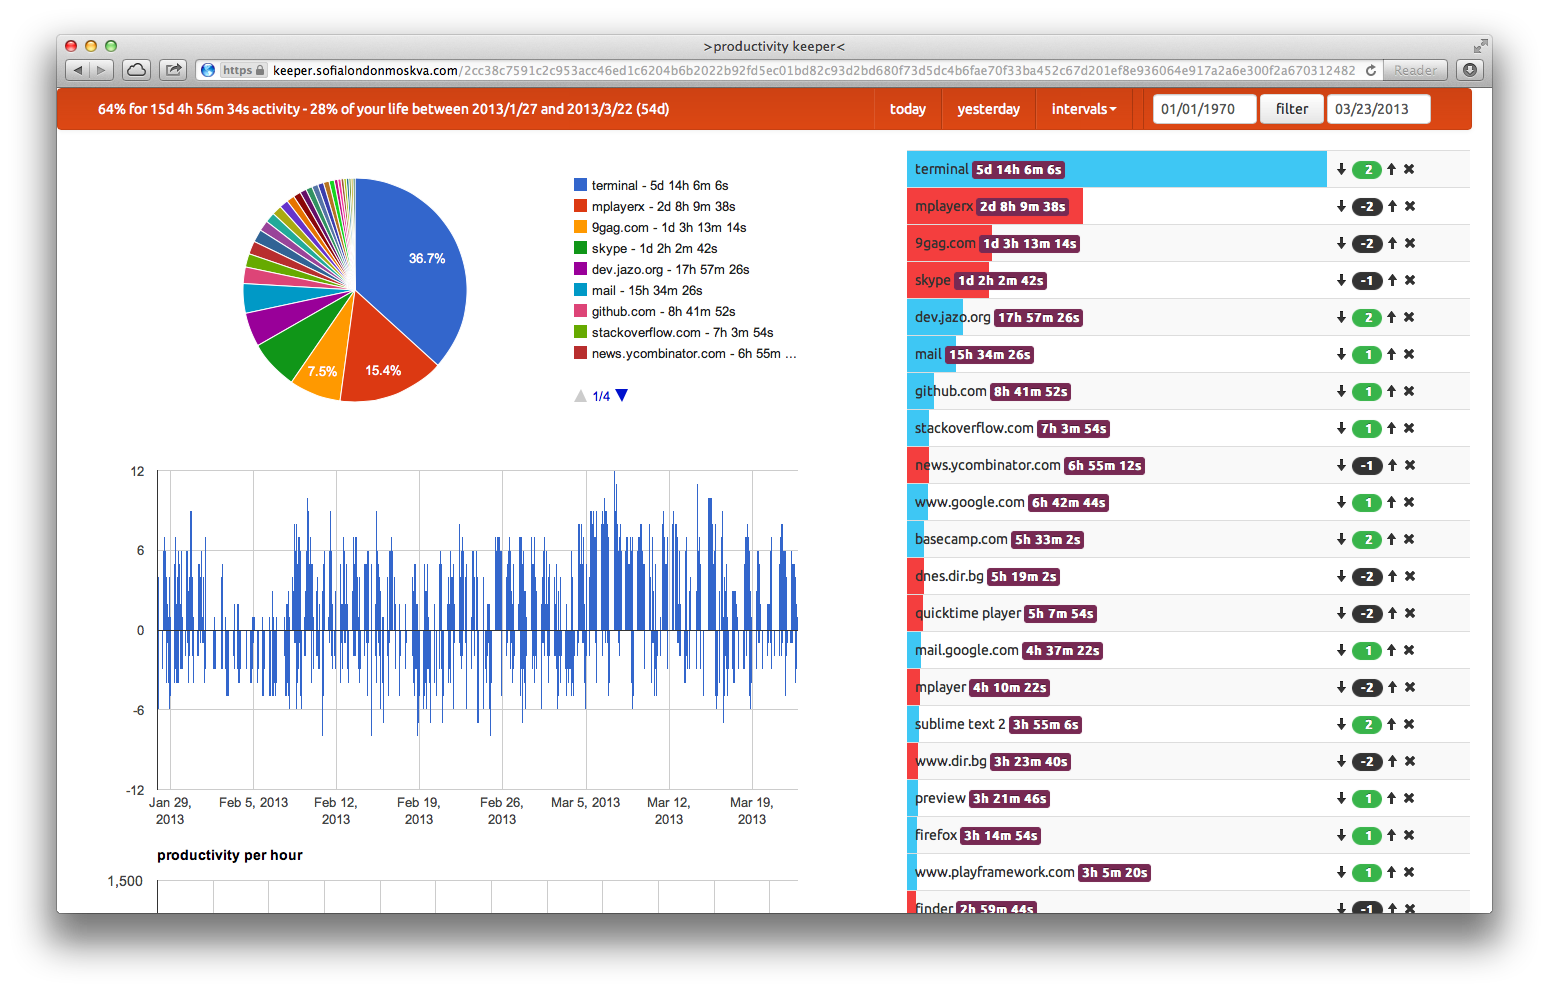 >productivity keeper<
https keeper.sofialondonmoskva.com/2cc38c7591c2c953acc46ed1c6204b6b2022b92fd5ec01bd82c93d2bd680f73d5dc4b6fae70f33ba452c67d201ef8e936064e917a2a6e300f2a670312482 Reader
64% for 15d 4h 56m 34s activity - 28% of your life between 2013/1/27 and 2013/3/22 (54d) today yesterday intervals 01/01/1970 filter 03/23/2013
36.7%
15.4%
7.5%
terminal - 5d 14h 6m 6s
mplayerx - 2d 8h 9m 38s
9gag.com - 1d 3h 13m 14s
skype - 1d 2h 2m 42s
dev.jazo.org - 17h 57m 26s
mail - 15h 34m 26s
github.com - 8h 41m 52s
stackoverflow.com - 7h 3m 54s
news.ycombinator.com - 6h 55m ...
1/4
12
6
0
-6
-12
Jan 29, 2013
Feb 5, 2013
Feb 12, 2013
Feb 19, 2013
Feb 26, 2013
Mar 5, 2013
Mar 12, 2013
Mar 19, 2013
productivity per hour
1,500
terminal 5d 14h 6m 6s 2
mplayerx 2d 8h 9m 38s -2
9gag.com 1d 3h 13m 14s -2
skype 1d 2h 2m 42s -1
dev.jazo.org 17h 57m 26s 2
mail 15h 34m 26s 1
github.com 8h 41m 52s 1
stackoverflow.com 7h 3m 54s 1
news.ycombinator.com 6h 55m 12s -1
www.google.com 6h 42m 44s 1
basecamp.com 5h 33m 2s 2
dnes.dir.bg 5h 19m 2s -2
quicktime player 5h 7m 54s -2
mail.google.com 4h 37m 22s 1
mplayer 4h 10m 22s -2
sublime text 2 3h 55m 6s 2
www.dir.bg 3h 23m 40s -2
preview 3h 21m 46s 1
firefox 3h 14m 54s 1
www.playframework.com 3h 5m 20s 1
finder 2h 59m 44s -1